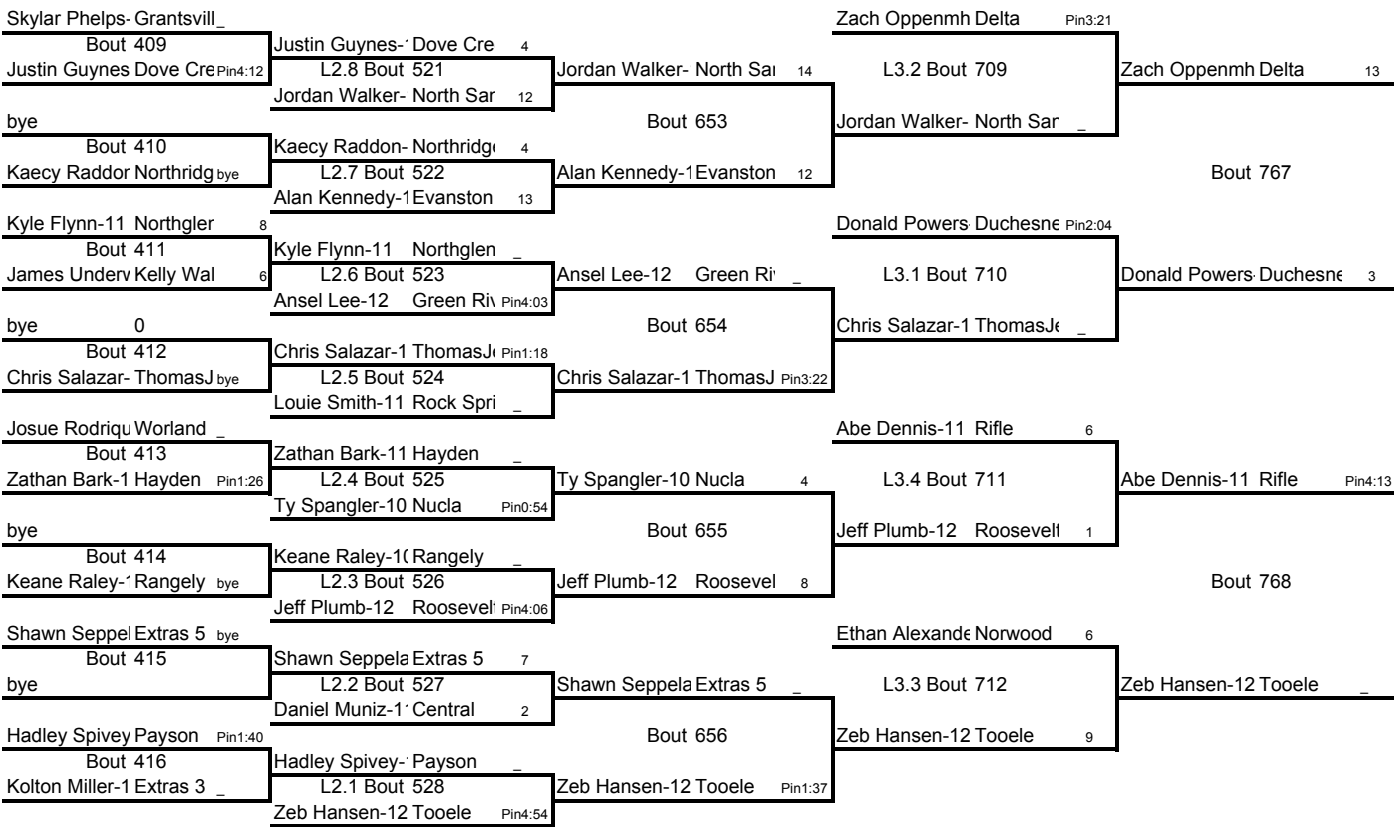 Skylar Phelps- Grantsvill _
Bout 409
Justin Guynes Dove Cre Pin4:12
bye
Bout 410
Kaecy Raddor Northridg bye
Kyle Flynn-11 Northgler 8
Bout 411
James Underv Kelly Wal 6
bye 0
Bout 412
Chris Salazar- ThomasJ bye
Josue Rodriqu Worland _
Bout 413
Zathan Bark-1 Hayden Pin1:26
bye
Bout 414
Keane Raley-1 Rangely bye
Shawn Seppel Extras 5 bye
Bout 415
bye
Hadley Spivey Payson Pin1:40
Bout 416
Kolton Miller-1 Extras 3 _
Justin Guynes-1 Dove Cre 4
L2.8 Bout 521
Jordan Walker- North Sar 12
Kaecy Raddon- Northridge 4
L2.7 Bout 522
Alan Kennedy-1 Evanston 13
Kyle Flynn-11 Northglen _
L2.6 Bout 523
Ansel Lee-12 Green Riv Pin4:03
Chris Salazar-1 ThomasJe Pin1:18
L2.5 Bout 524
Louie Smith-11 Rock Spri _
Zathan Bark-11 Hayden _
L2.4 Bout 525
Ty Spangler-10 Nucla Pin0:54
Keane Raley-10 Rangely _
L2.3 Bout 526
Jeff Plumb-12 Roosevelt Pin4:06
Shawn Seppela Extras 5 7
L2.2 Bout 527
Daniel Muniz-11 Central 2
Hadley Spivey- Payson _
L2.1 Bout 528
Zeb Hansen-12 Tooele Pin4:54
Jordan Walker- North Sar 14
Bout 653
Alan Kennedy-1 Evanston 12
Ansel Lee-12 Green Riv _
Bout 654
Chris Salazar-1 ThomasJ Pin3:22
Ty Spangler-10 Nucla 4
Bout 655
Jeff Plumb-12 Roosevel 8
Shawn Seppela Extras 5 _
Bout 656
Zeb Hansen-12 Tooele Pin1:37
Zach Oppenmh Delta Pin3:21
L3.2 Bout 709
Jordan Walker- North Sar _
Donald Powers Duchesne Pin2:04
L3.1 Bout 710
Chris Salazar-1 ThomasJe _
Abe Dennis-11 Rifle 6
L3.4 Bout 711
Jeff Plumb-12 Roosevelt 1
Ethan Alexande Norwood 6
L3.3 Bout 712
Zeb Hansen-12 Tooele 9
Zach Oppenmh Delta 13
Bout 767
Donald Powers Duchesne 3
Abe Dennis-11 Rifle Pin4:13
Bout 768
Zeb Hansen-12 Tooele _